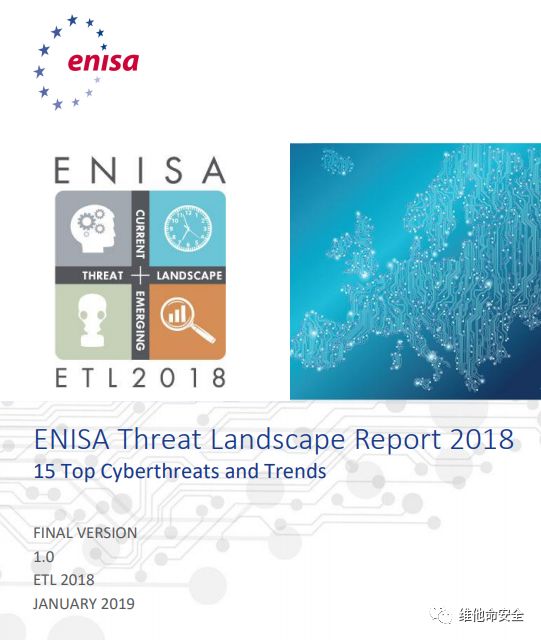 enisa
ENISA
CURRENT
THREAT LANDSCAPE
EMERGING
ETL2018
ENISA Threat Landscape Report 2018
15 Top Cyberthreats and Trends
FINAL VERSION
1.0
ETL 2018
JANUARY 2019
维他命安全